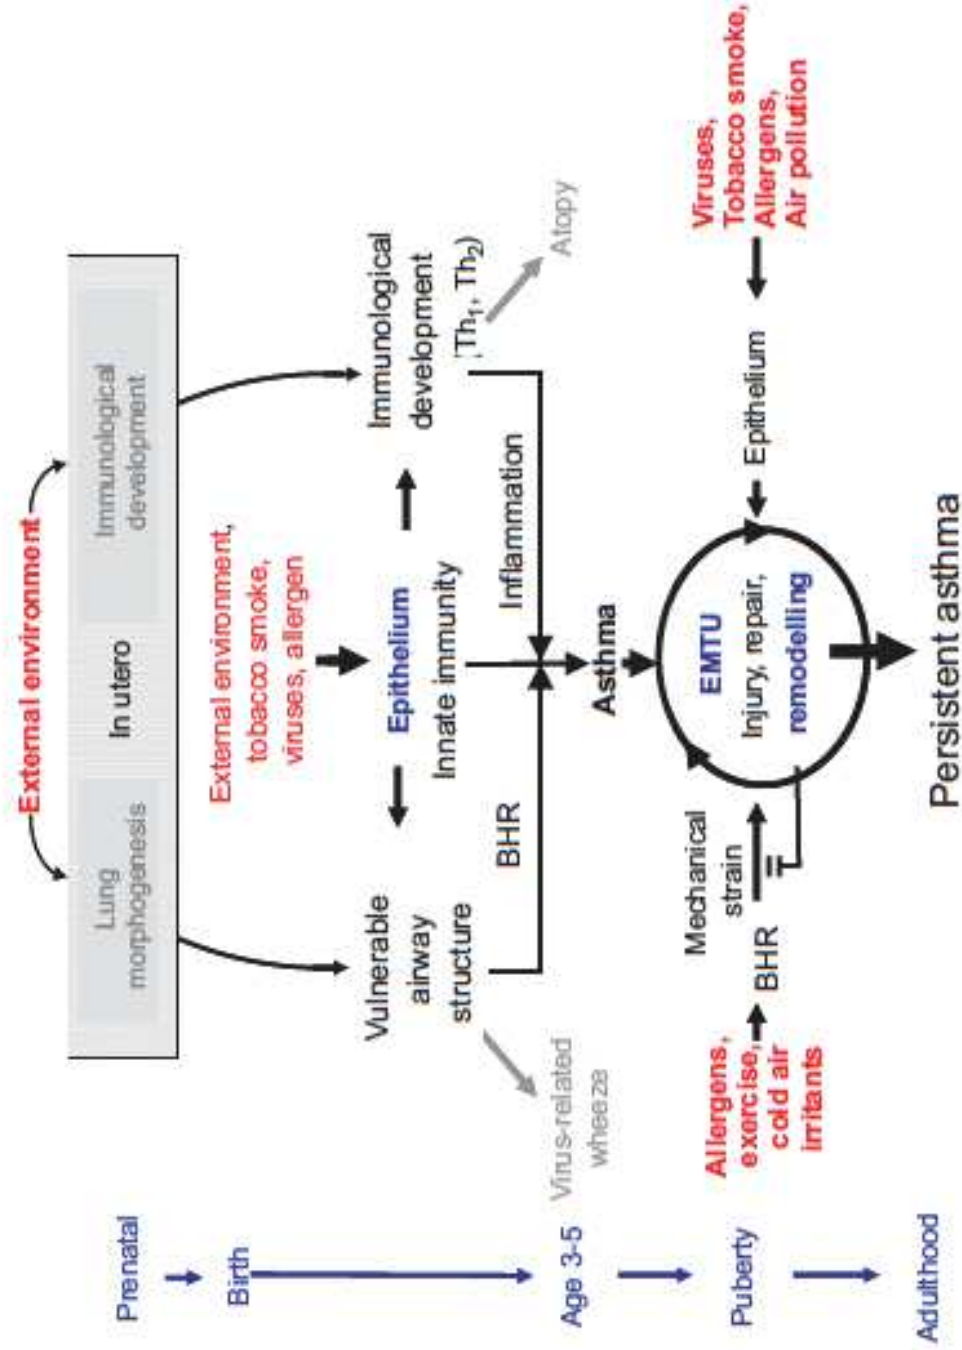 External environment
Lung
morphogenesis
In utero
Immunological
development
External environment,
tobacco smoke,
viruses, allergen
Vulnerable
airway
structure
Epithelium
Innate immunity
Immunological
development
(Th1, Th2)
BHR
Inflammation
Virus-related
wheeze
Atopy
Asthma
Allergens,
exercise,
cold air
irritants
BHR
Mechanical
strain
EMTU
Injury, repair,
remodelling
Epithelium
Viruses,
Tobacco smoke,
Allergens,
Air pollution
Persistent asthma
Prenatal
Birth
Age 3-5
Puberty
Adulthood